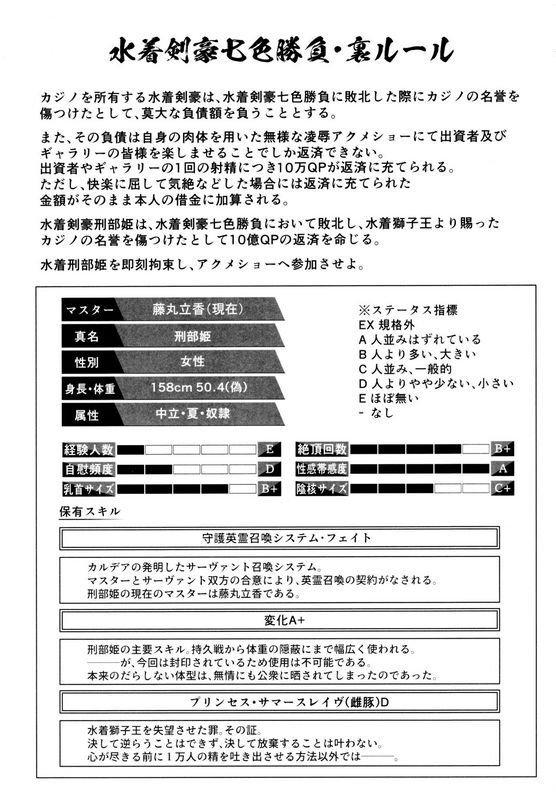 水着剣豪七色勝負・裏ルール
カジノを所有する水着剣豪は、水着剣豪七色勝負に敗北した際にカジノの名誉を
傷つけたとして、莫大な負債額を負うこととする。
また、その負債は自身の肉体を用いた無様な凌辱アクメショーにて出資者及び
ギャラリーの皆様を楽しませることでしか返済できない。
出資者やギャラリーの1回の射精につき10万QPが返済に充てられる。
ただし、快楽に屈して気絶などした場合には返済に充てられた
金額がそのまま本人の借金に加算される。
水着剣豪刑部姫は、水着剣豪七色勝負において敗北し、水着獅子王より賜った
カジノの名誉を傷つけたとして10億QPの返済を命じる。
水着刑部姫を即刻拘束し、アクメショーへ参加させよ。
マスター 藤丸立香(現在)
真名 刑部姫
性別 女性
身長・体重 158cm 50.4(偽)
属性 中立・夏・奴隷
※ステータス指標
EX 規格外
A 人並みはずれている
B 人より多い、大きい
C 人並み、一般的
D 人よりやや少ない、小さい
E ほぼ無い
- なし
経験人数 E 絶頂回数 B+
自慰頻度 D 性感帯感度 A
乳首サイズ B+ 陰核サイズ C+
保有スキル
守護英霊召喚システム・フェイト
カルデアの発明したサーヴァント召喚システム。
マスターとサーヴァント双方の合意により、英霊召喚の契約がなされる。
刑部姫の現在のマスターは藤丸立香である。
変化A+
刑部姫の主要スキル。持久戦から体重の隠蔽にまで幅広く使われる。
―――が、今回は封印されているため使用は不可能である。
本来のだらしない体型は、無情にも公衆に晒されてしまったのであった。
プリンセス・サマースレイヴ(雌豚)D
水着獅子王を失望させた罪。その証。
決して逆らうことはできず、決して放棄することは叶わない。
心が尽きる前に1万人の精を吐き出させる方法以外では―――。